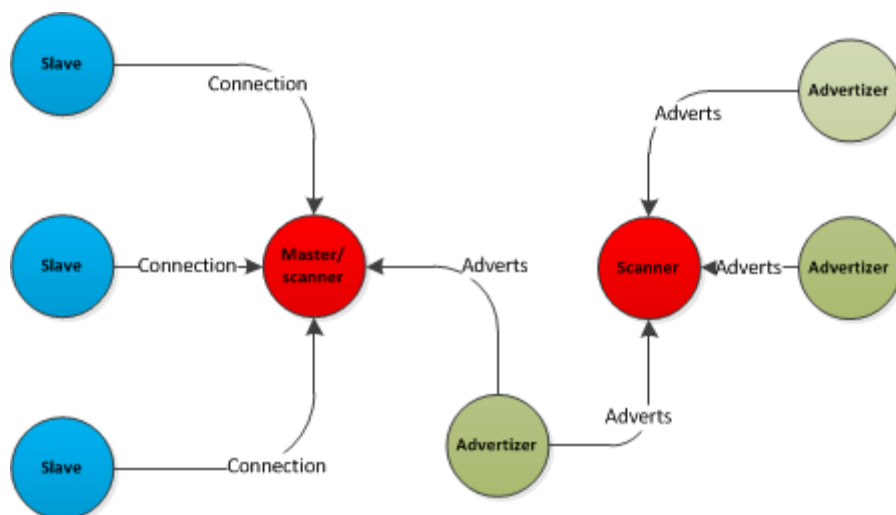 Slave
Connection
Advertizer
Adverts
Slave
Connection
Master/
scanner
Adverts
Scanner
Adverts
Advertizer
Slave
Connection
Advertizer
Adverts